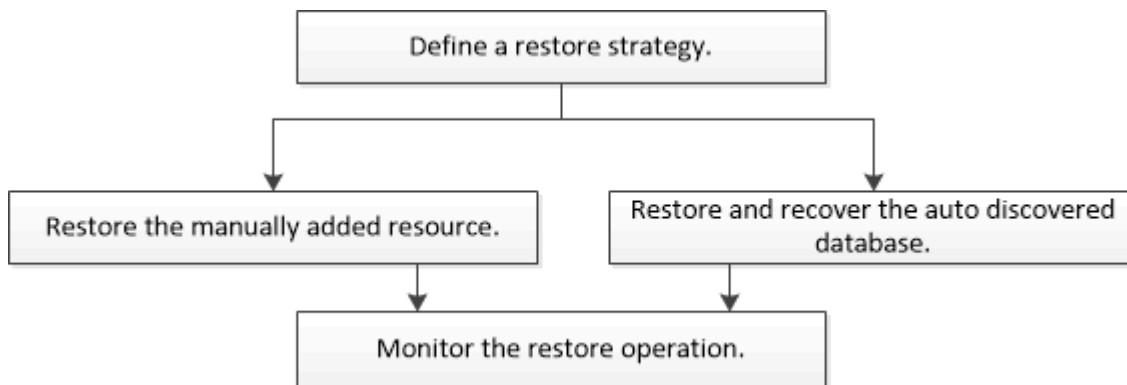 Define a restore strategy.
Restore the manually added resource.
Restore and recover the auto discovered
database.
Monitor the restore operation.